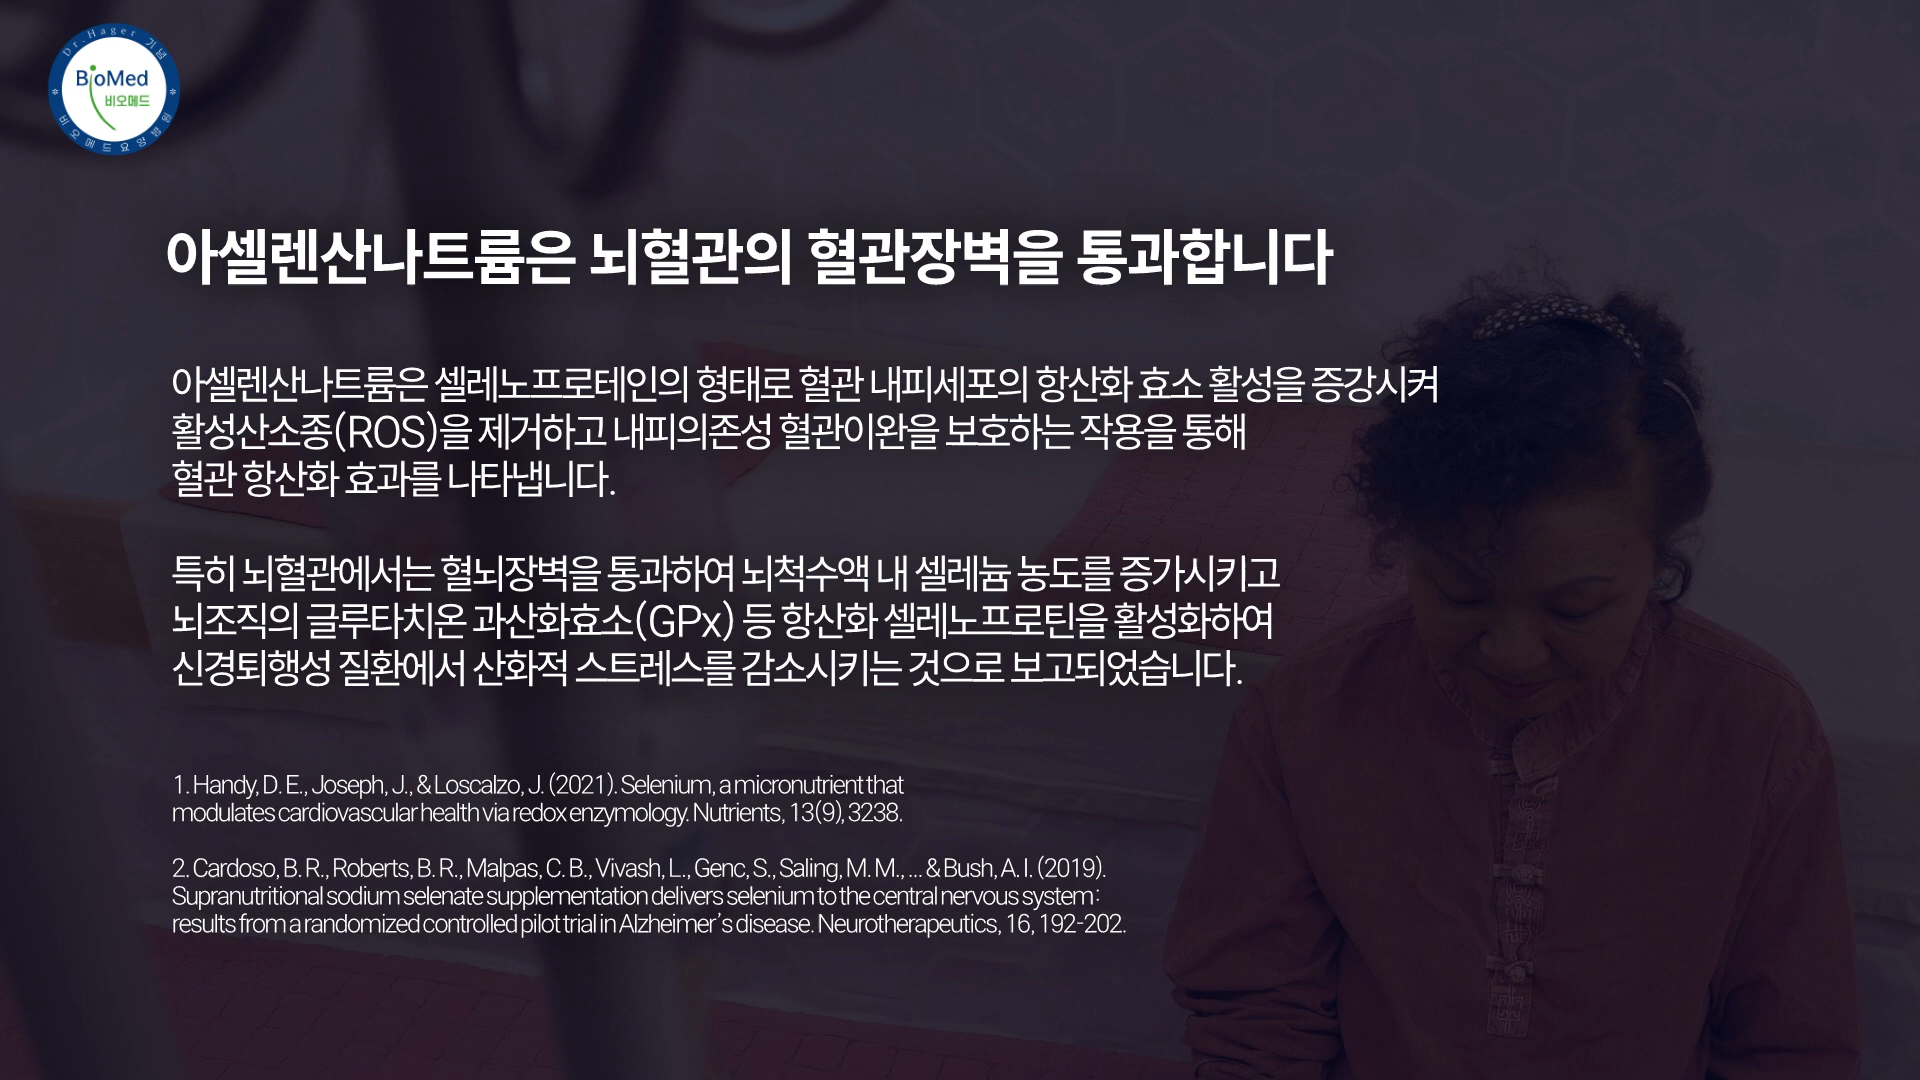 Dr. Hager 기념
BioMed
비오메드
비오메드요양병원
아셀렌산나트륨은 뇌혈관의 혈관장벽을 통과합니다
아셀렌산나트륨은 셀레노프로테인의 형태로 혈관 내피세포의 항산화 효소 활성을 증강시켜
활성산소종(ROS)을 제거하고 내피의존성 혈관이완을 보호하는 작용을 통해
혈관 항산화 효과를 나타냅니다.
특히 뇌혈관에서는 혈뇌장벽을 통과하여 뇌척수액 내 셀레늄 농도를 증가시키고
뇌조직의 글루타치온 과산화효소(GPx) 등 항산화 셀레노프로틴을 활성화하여
신경퇴행성 질환에서 산화적 스트레스를 감소시키는 것으로 보고되었습니다.
1. Handy, D. E., Joseph, J., & Loscalzo, J. (2021). Selenium, a micronutrient that
modulates cardiovascular health via redox enzymology. Nutrients, 13(9), 3238.
2. Cardoso, B. R., Roberts, B. R., Malpas, C. B., Vivash, L., Genc, S., Saling, M. M., ... & Bush, A. I. (2019).
Supranutritional sodium selenate supplementation delivers selenium to the central nervous system:
results from a randomized controlled pilot trial in Alzheimer's disease. Neurotherapeutics, 16, 192-202.